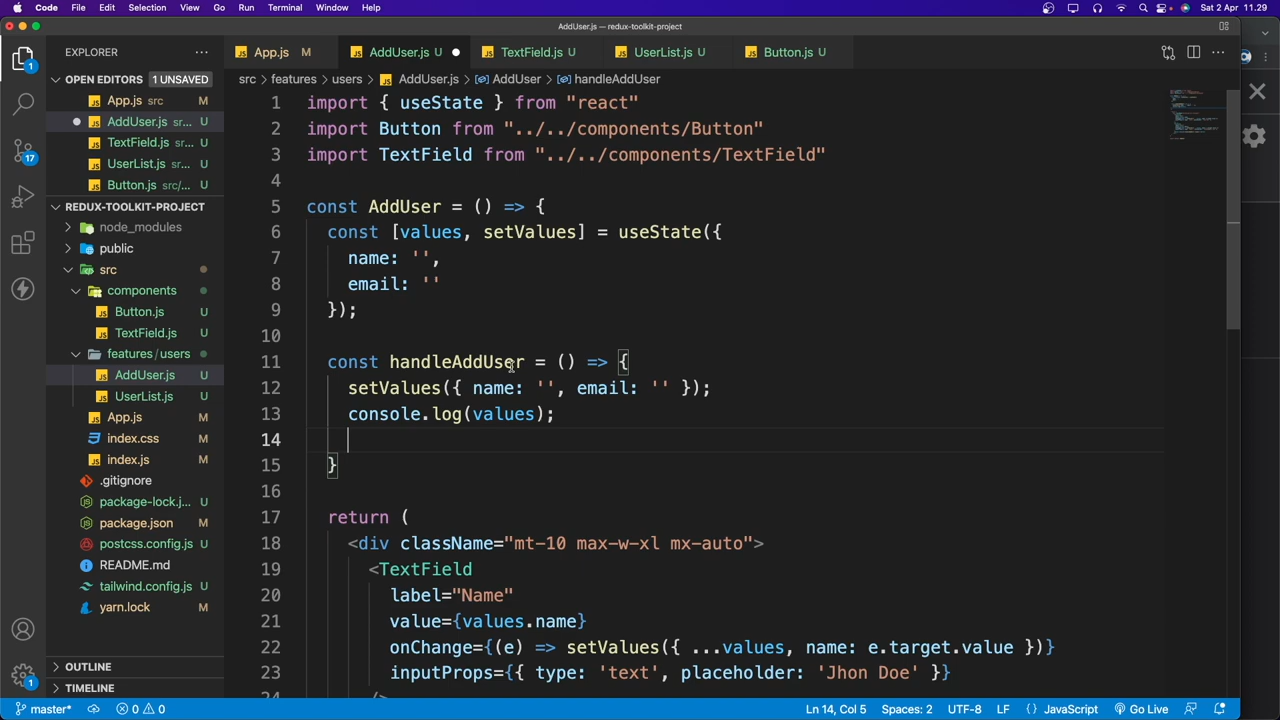 Code File Edit Selection View Go Run Terminal Window Help Sat 2 Apr 11.29
AddUser.js — redux-toolkit-project
EXPLORER ···
App.js M AddUser.js U TextField.js U UserList.js U Button.js U
src › features › users › AddUser.js › AddUser › handleAddUser
OPEN EDITORS 1 UNSAVED
App.js src M
AddUser.js sr... U
TextField.js sr... U
UserList.js sr... U
Button.js src/... U
REDUX-TOOLKIT-PROJECT
node_modules
public
src
components
Button.js U
TextField.js U
features/users
AddUser.js U
UserList.js U
App.js M
index.css M
index.js M
.gitignore
package-lock.j... U
package.json M
postcss.config.js U
README.md
tailwind.config.js U
yarn.lock M
OUTLINE
TIMELINE
1
17
1
1 import { useState } from "react"
2 import Button from "../../components/Button"
3 import TextField from "../../components/TextField"
4
5 const AddUser = () => {
6 const [values, setValues] = useState({
7 name: '',
8 email: ''
9 });
10
11 const handleAddUser = () => {
12 setValues({ name: '', email: '' });
13 console.log(values);
14
15 }
16
17 return (
18 <div className="mt-10 max-w-xl mx-auto">
19 <TextField
20 label="Name"
21 value={values.name}
22 onChange={(e) => setValues({ ...values, name: e.target.value })}
23 inputProps={{ type: 'text', placeholder: 'Jhon Doe' }}
24 />
master* 0 0 Ln 14, Col 5 Spaces: 2 UTF-8 LF {} JavaScript Go Live